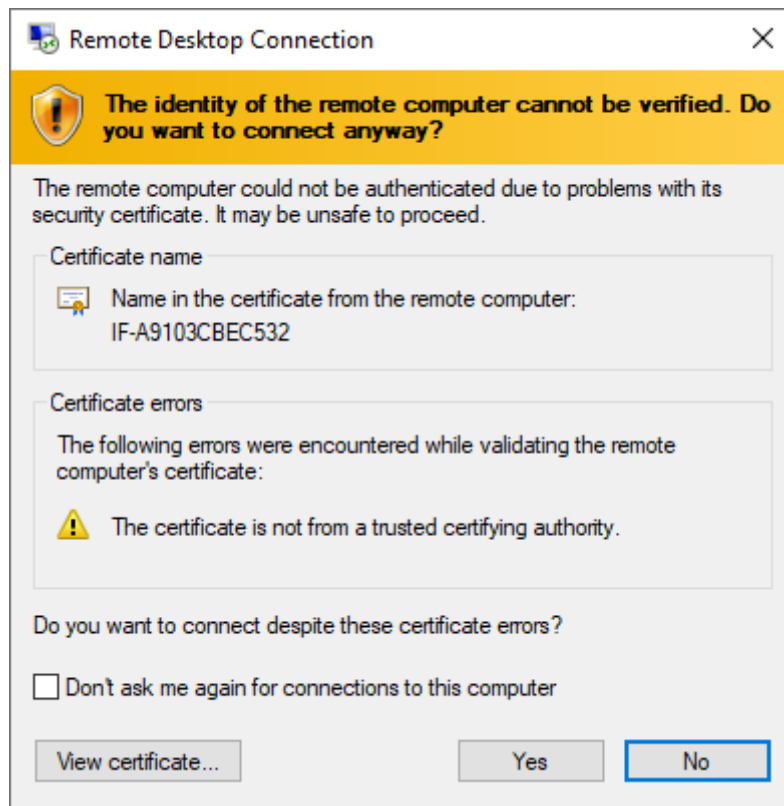 Remote Desktop Connection
The identity of the remote computer cannot be verified. Do
you want to connect anyway?
The remote computer could not be authenticated due to problems with its
security certificate. It may be unsafe to proceed.
Certificate name
Name in the certificate from the remote computer:
IF-A9103CBEC532
Certificate errors
The following errors were encountered while validating the remote
computer's certificate:
The certificate is not from a trusted certifying authority.
Do you want to connect despite these certificate errors?
Don't ask me again for connections to this computer
View certificate...
Yes
No